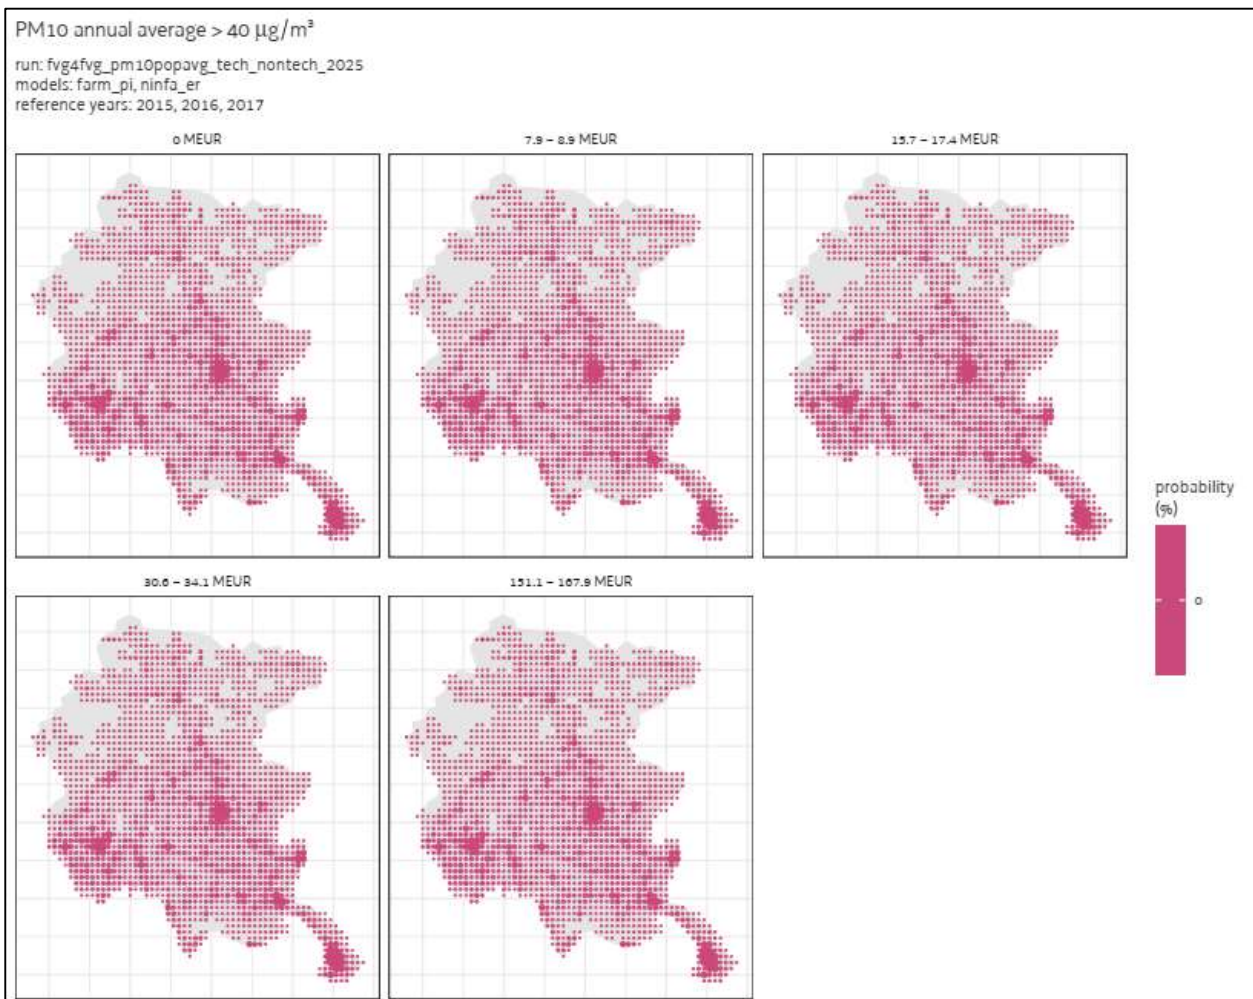 PM10 annual average > 40 µg/m³
run: fvg4fvg_pm10popavg_tech_nontech_2025
models: farm_pi, ninfa_er
reference years: 2015, 2016, 2017
0 MEUR
7.9 – 8.9 MEUR
15.7 – 17.4 MEUR
probability
(%)
0
30.6 – 34.1 MEUR
151.1 – 167.9 MEUR